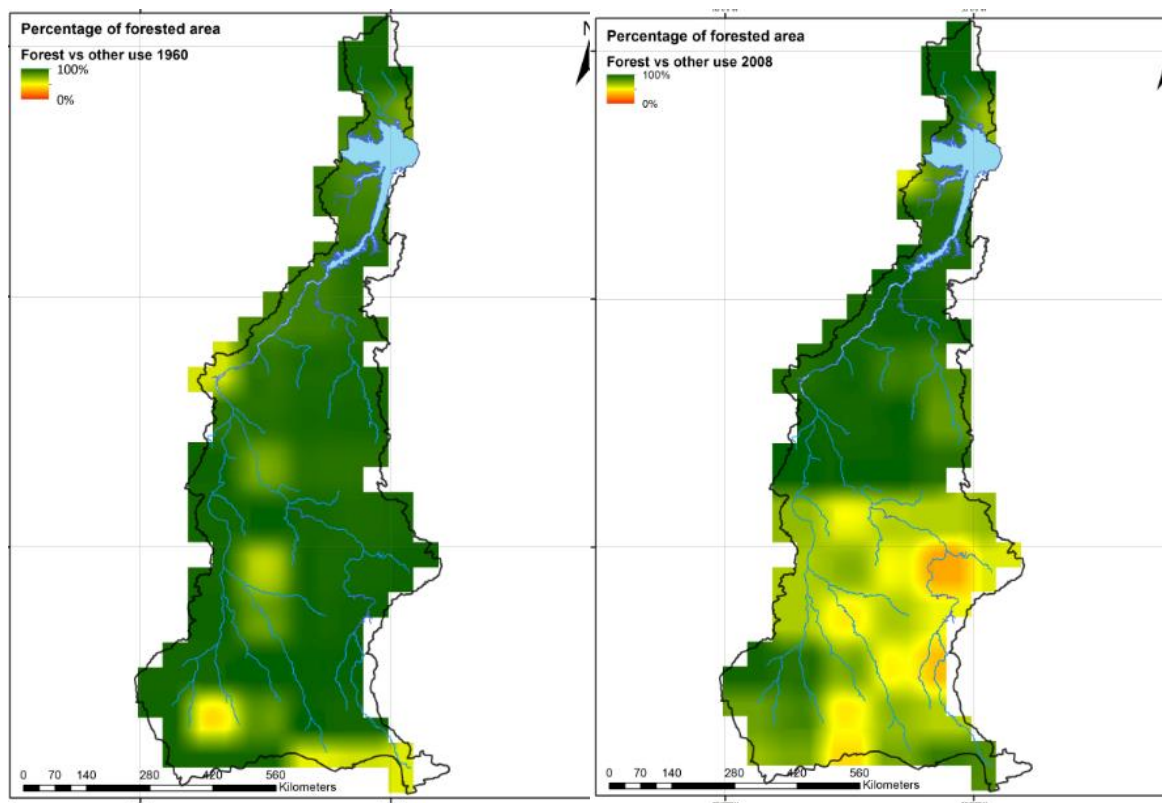 Percentage of forested area
Forest vs other use 1960
100%
0%
N
0 70 140 280 420 560
Kilometers
Percentage of forested area
Forest vs other use 2008
100%
0%
0 70 140 280 420 560
Kilometers